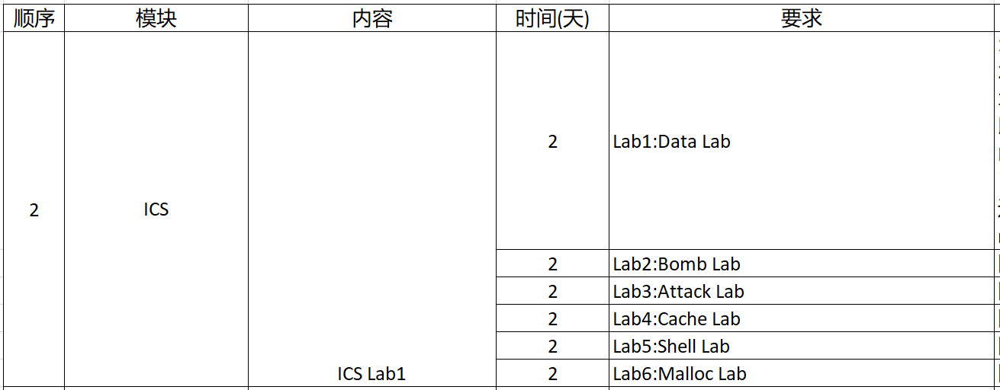 顺序 模块 内容 时间(天) 要求
2 Lab1:Data Lab
2 ICS
2 Lab2:Bomb Lab
2 Lab3:Attack Lab
2 Lab4:Cache Lab
2 Lab5:Shell Lab
ICS Lab1 2 Lab6:Malloc Lab